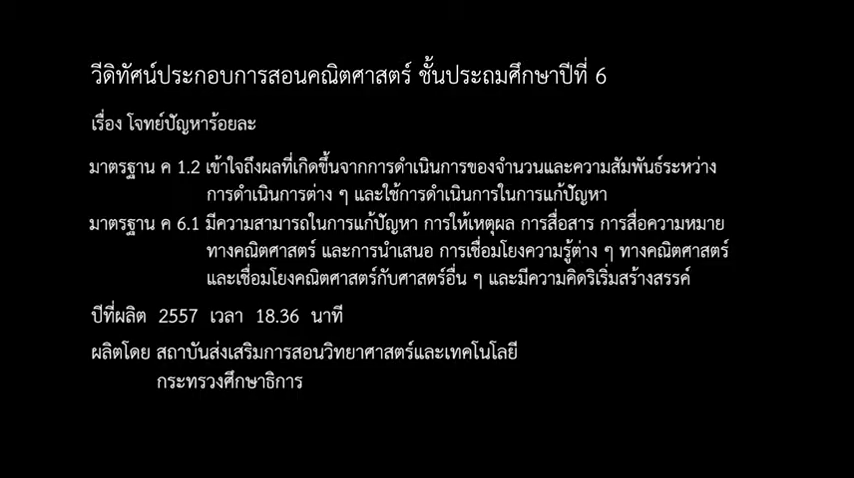 วีดิทัศน์ประกอบการสอนคณิตศาสตร์ ชั้นประถมศึกษาปีที่ 6
เรื่อง โจทย์ปัญหาร้อยละ
มาตรฐาน ค 1.2 เข้าใจถึงผลที่เกิดขึ้นจากการดำเนินการของจำนวนและความสัมพันธ์ระหว่าง
การดำเนินการต่าง ๆ และใช้การดำเนินการในการแก้ปัญหา
มาตรฐาน ค 6.1 มีความสามารถในการแก้ปัญหา การให้เหตุผล การสื่อสาร การสื่อความหมาย
ทางคณิตศาสตร์ และการนำเสนอ การเชื่อมโยงความรู้ต่าง ๆ ทางคณิตศาสตร์
และเชื่อมโยงคณิตศาสตร์กับศาสตร์อื่น ๆ และมีความคิดริเริ่มสร้างสรรค์
ปีที่ผลิต 2557 เวลา 18.36 นาที
ผลิตโดย สถาบันส่งเสริมการสอนวิทยาศาสตร์และเทคโนโลยี
กระทรวงศึกษาธิการ